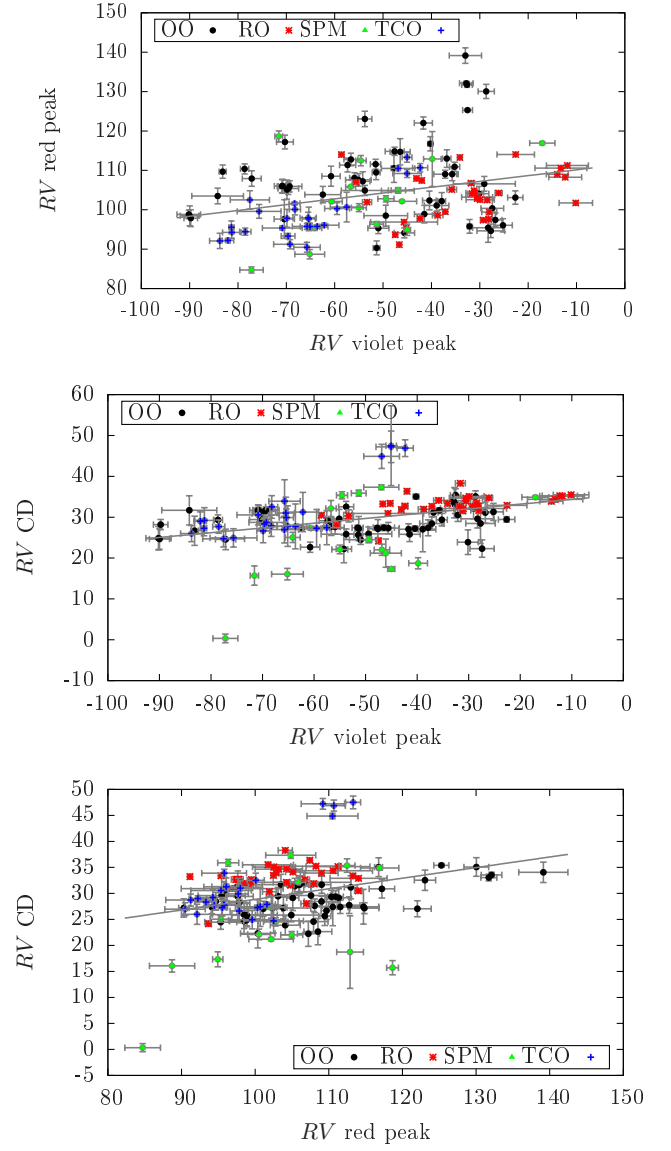 150
140
130
120
110
100
90
80
RV red peak
OO RO SPM TCO
-100 -90 -80 -70 -60 -50 -40 -30 -20 -10 0
RV violet peak
60
50
40
30
20
10
0
-10
RV CD
OO RO SPM TCO
-100 -90 -80 -70 -60 -50 -40 -30 -20 -10 0
RV violet peak
50
45
40
35
30
25
20
15
10
5
0
-5
RV CD
OO RO SPM TCO
80 90 100 110 120 130 140 150
RV red peak